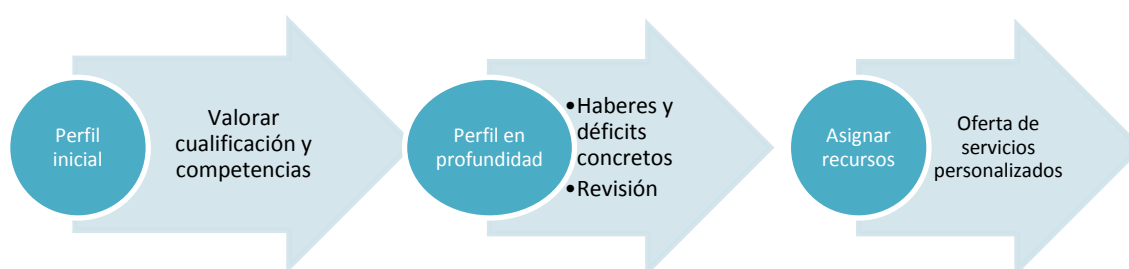 Perfil
inicial
Valorar
cualificación y
competencias
Perfil en
profundidad
•Haberes y
déficits
concretos
•Revisión
Asignar
recursos
Oferta de
servicios
personalizados